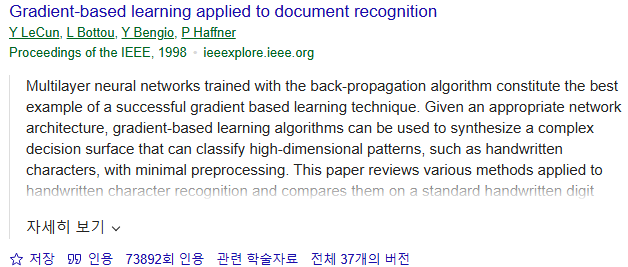 Gradient-based learning applied to document recognition
Y LeCun, L Bottou, Y Bengio, P Haffner
Proceedings of the IEEE, 1998 • ieeexplore.ieee.org
Multilayer neural networks trained with the back-propagation algorithm constitute the best
example of a successful gradient based learning technique. Given an appropriate network
architecture, gradient-based learning algorithms can be used to synthesize a complex
decision surface that can classify high-dimensional patterns, such as handwritten
characters, with minimal preprocessing. This paper reviews various methods applied to
handwritten character recognition and compares them on a standard handwritten digit
자세히 보기
저장 인용 73892회 인용 관련 학술자료 전체 37개의 버전